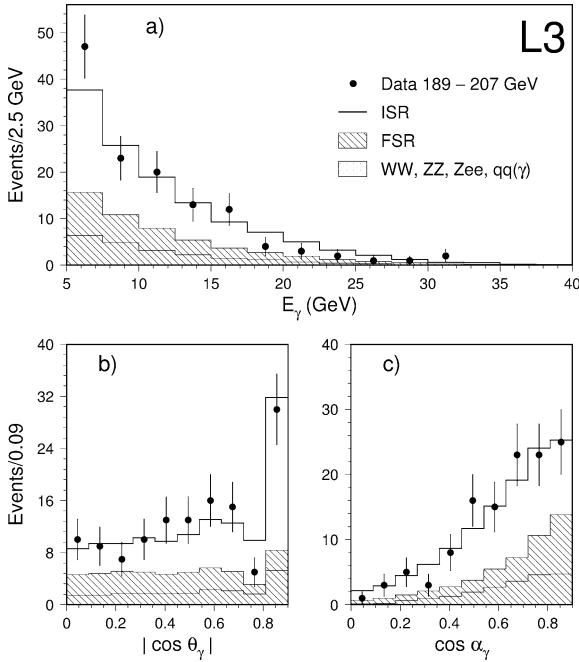 a)
L3
Data 189 – 207 GeV
ISR
FSR
WW, ZZ, Zee, qq(γ)
Events/2.5 GeV
50
40
30
20
10
0
5 10 15 20 25 30 35 40
E_γ (GeV)
b)
Events/0.09
40
32
24
16
8
0
0 0.2 0.4 0.6 0.8
| cos θ_γ |
c)
40
30
20
10
0
0 0.2 0.4 0.6 0.8
cos α_γ